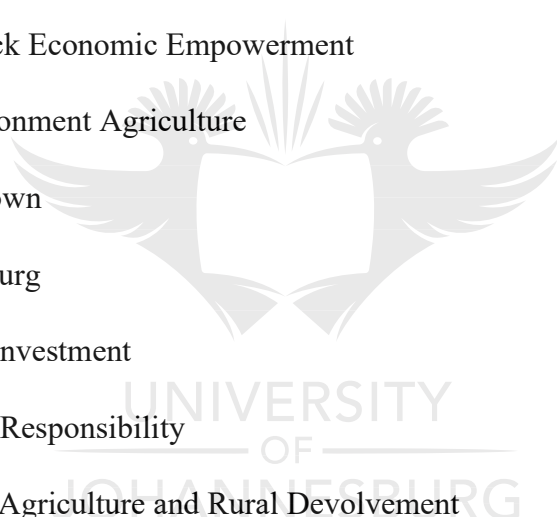 ck Economic Empowerment
onment Agriculture
own
urg
nvestment
UNIVERSITY
Responsibility
OF
JOHANNESBURG
Agriculture and Rural Devolvement